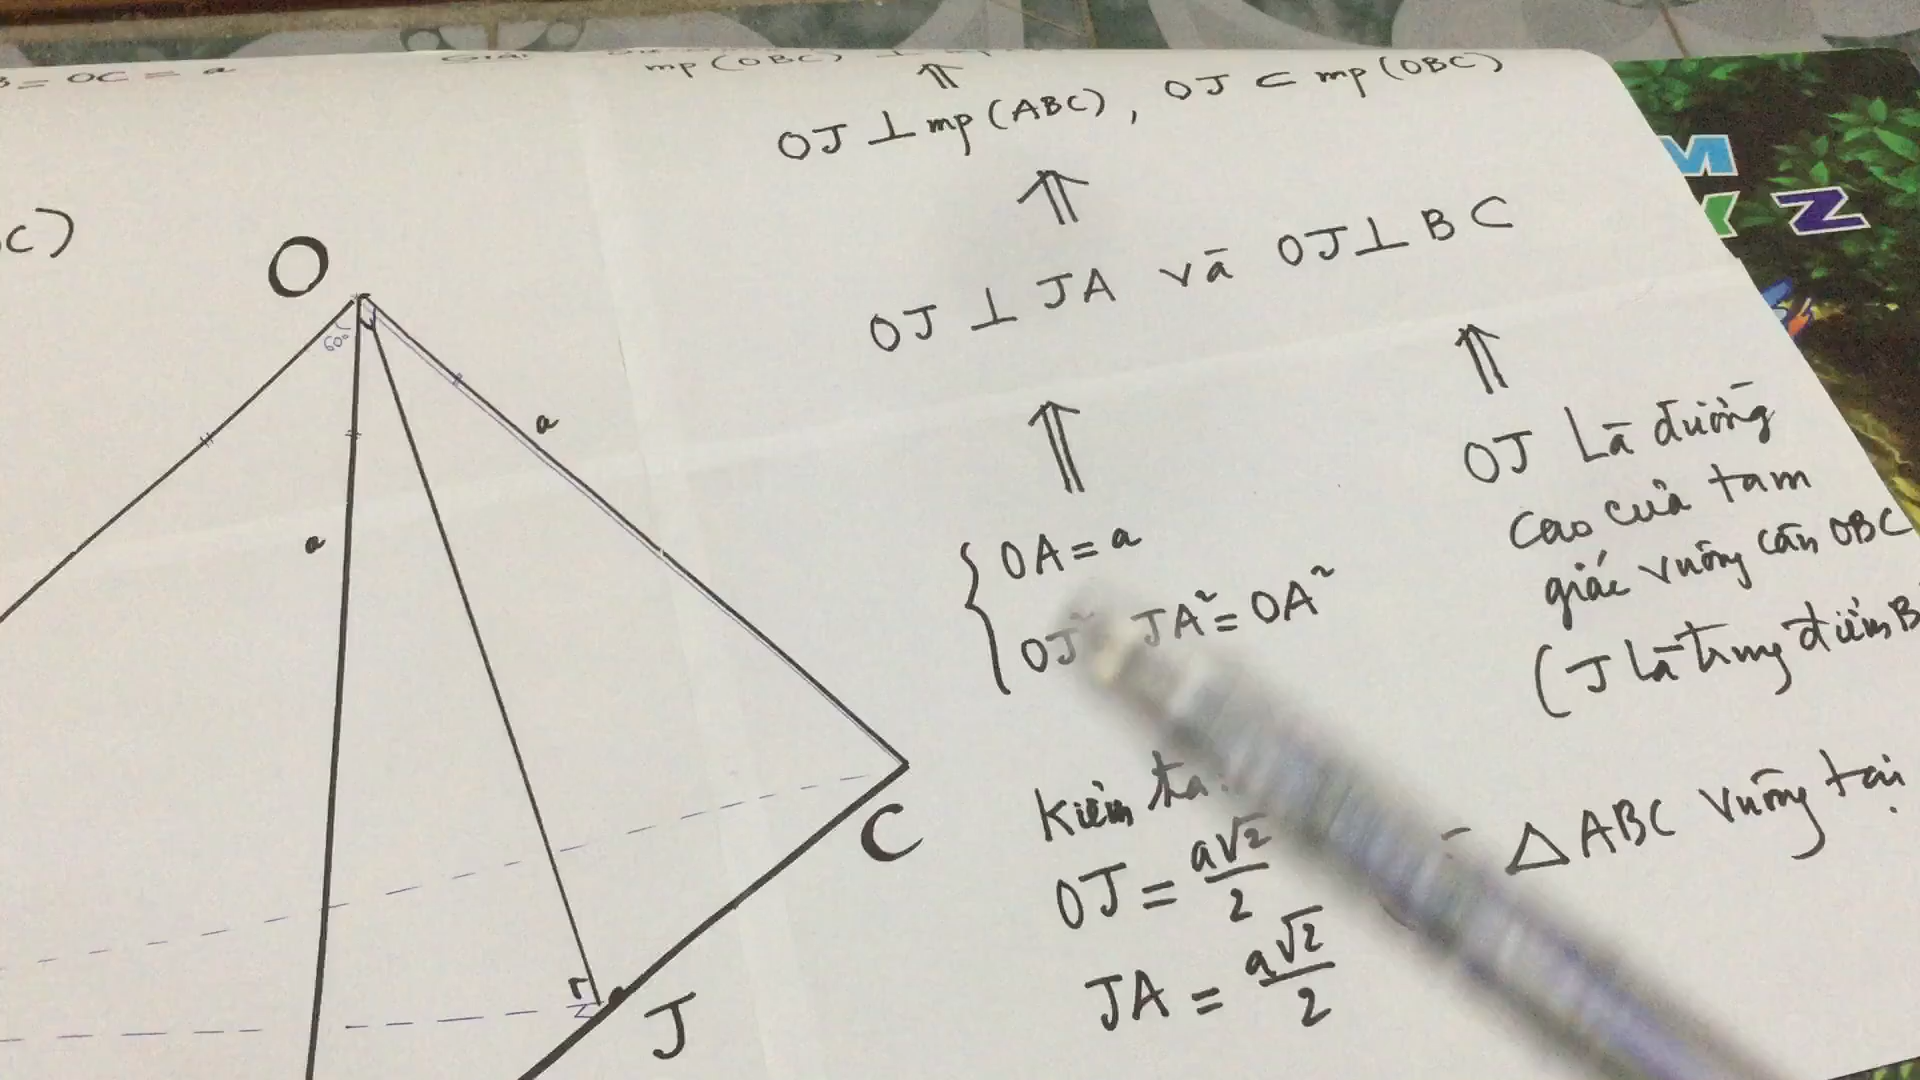 = OC = a
mp (OBC)
OJ ⊥ mp (ABC), OJ ⊂ mp (OBC)
⇑
C)
OJ ⊥ JA và OJ ⊥ BC
O
60°
a
a
C
J
OA = a
OJ² JA² = OA²
OJ Là đường
cao của tam
giác vuông cân OBC
(J là trung điểm B
OJ = a√2/2
JA = a√2/2
△ABC vuông tại
M
Z